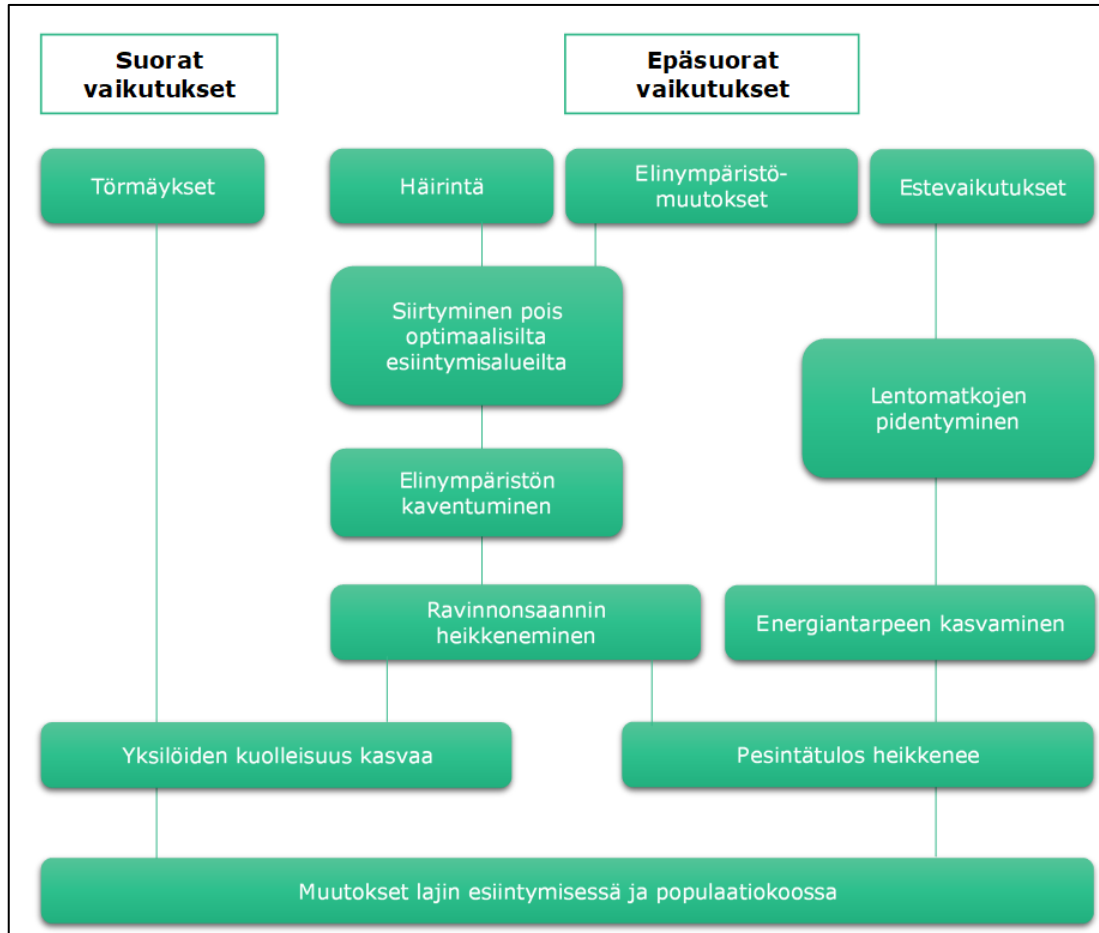 Suorat
vaikutukset
Epäsuorat
vaikutukset
Törmäykset
Häirintä
Elinympäristö-
muutokset
Estevaikutukset
Siirtyminen pois
optimaalisilta
esiintymisalueilta
Lentomatkojen
pidentyminen
Elinympäristön
kaventuminen
Ravinnonsaannin
heikkeneminen
Energiantarpeen kasvaminen
Yksilöiden kuolleisuus kasvaa
Pesintätulos heikkenee
Muutokset lajin esiintymisessä ja populaatiokoossa